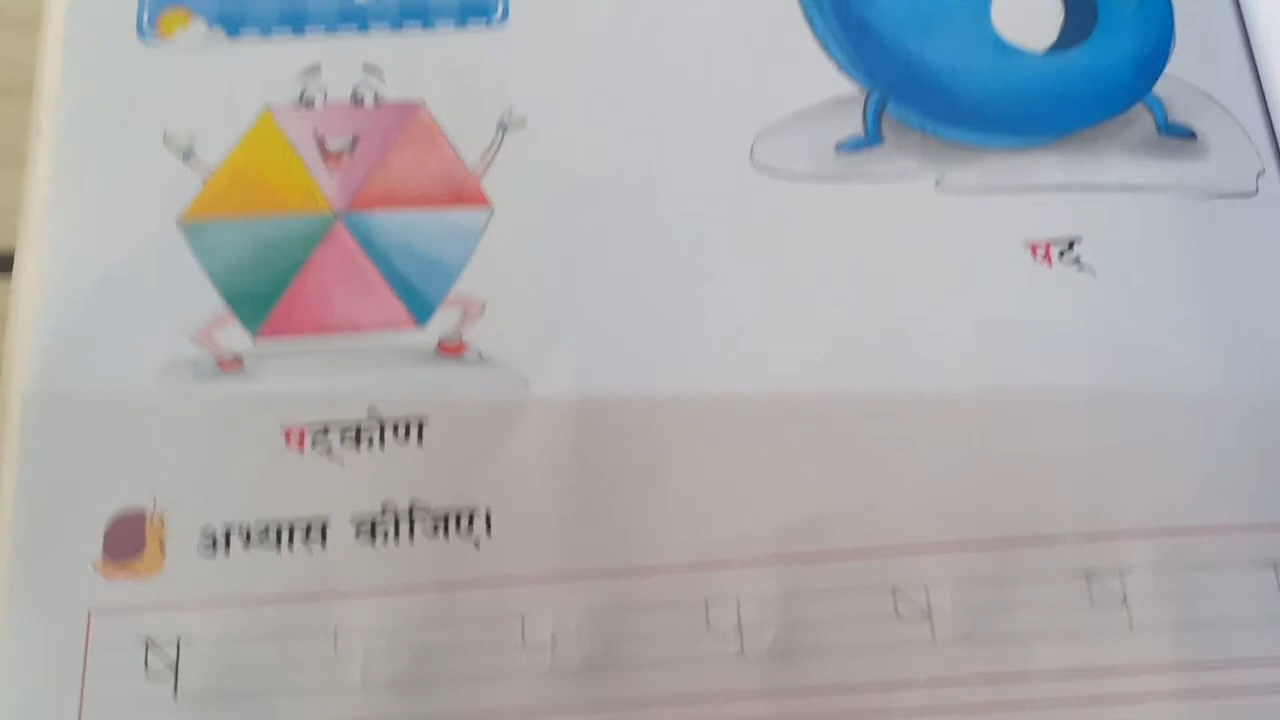 षट्
षट्कोण
अभ्यास कीजिए।
ष